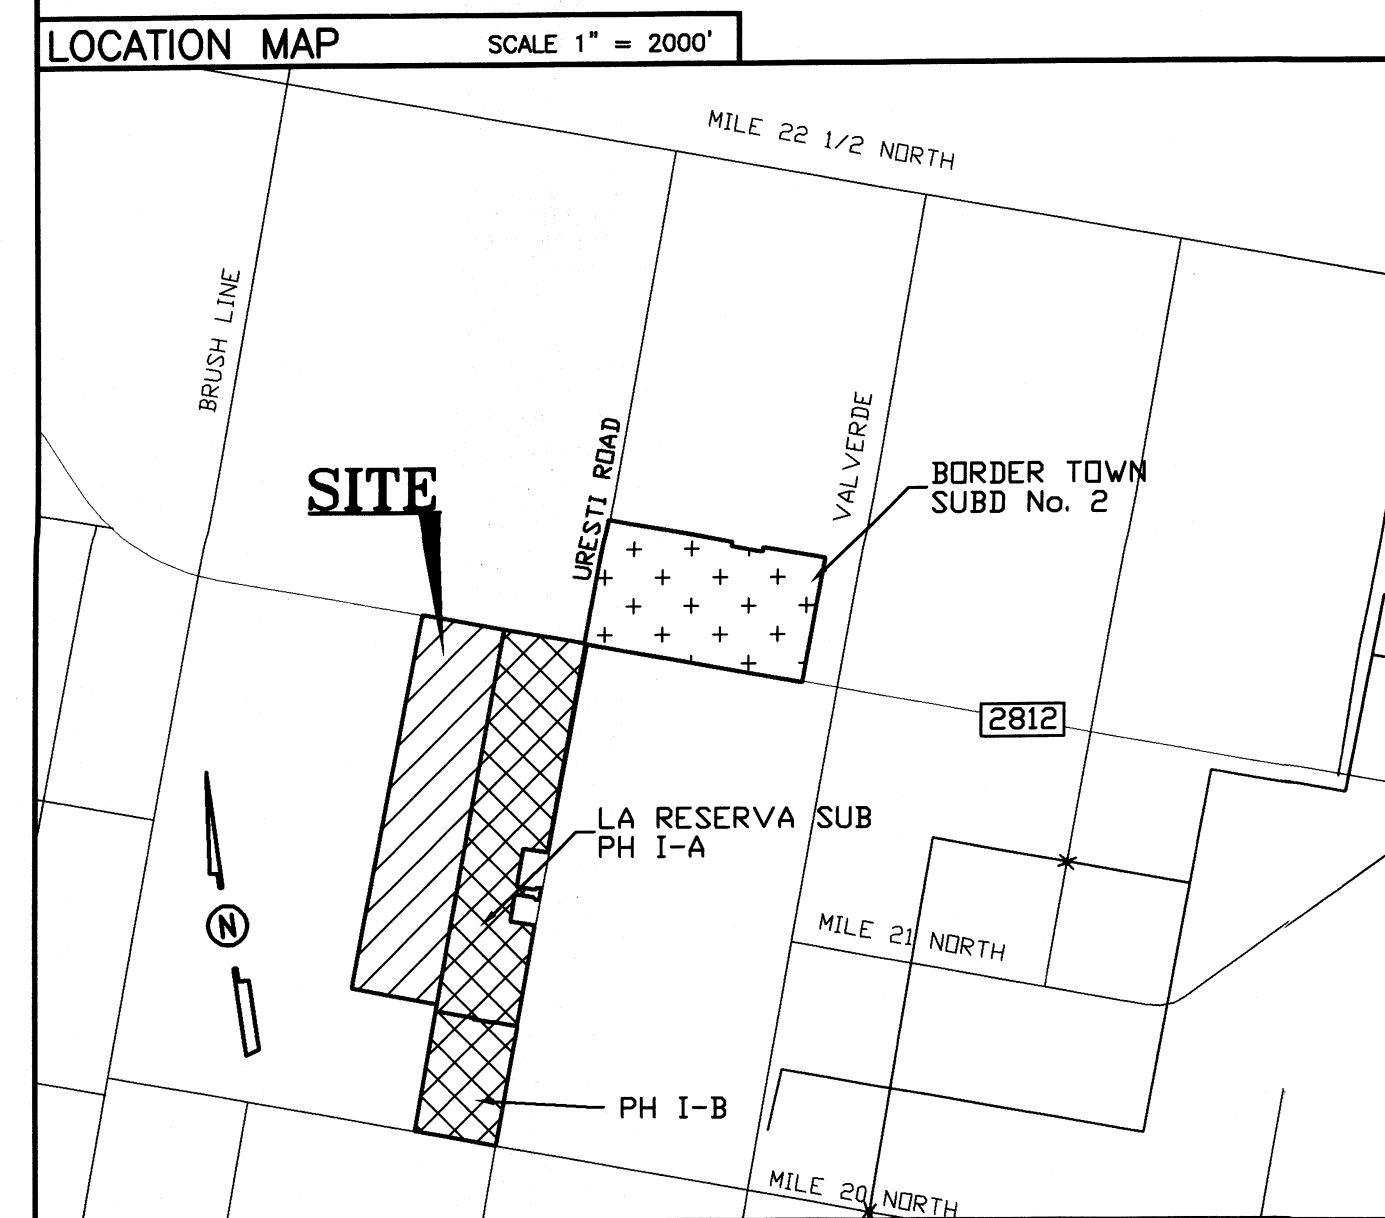 LOCATION MAP SCALE 1" = 2000'
MILE 22 1/2 NORTH
BRUSH LINE
URESTI ROAD
VALVERDE
SITE
BORDER TOWN
SUBD No. 2
2812
LA RESERVA SUB
PH I-A
N
MILE 21 NORTH
PH I-B
MILE 20 NORTH